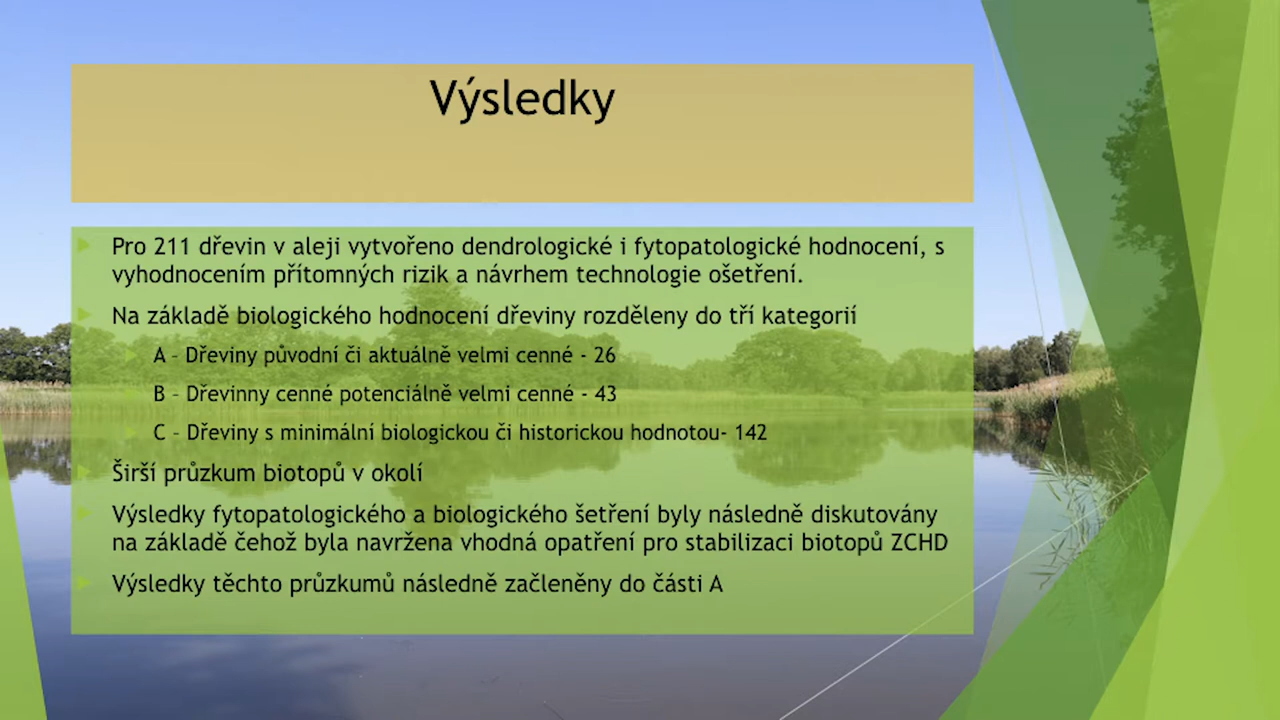 Výsledky
Pro 211 dřevin v aleji vytvořeno dendrologické i fytopatologické hodnocení, s
vyhodnocením přítomných rizik a návrhem technologie ošetření.
Na základě biologického hodnocení dřeviny rozděleny do tří kategorií
A – Dřeviny původní či aktuálně velmi cenné - 26
B – Dřevinny cenné potenciálně velmi cenné - 43
C – Dřeviny s minimální biologickou či historickou hodnotou- 142
Širší průzkum biotopů v okolí
Výsledky fytopatologického a biologického šetření byly následně diskutovány
na základě čehož byla navržena vhodná opatření pro stabilizaci biotopů ZCHD
Výsledky těchto průzkumů následně začleněny do části A